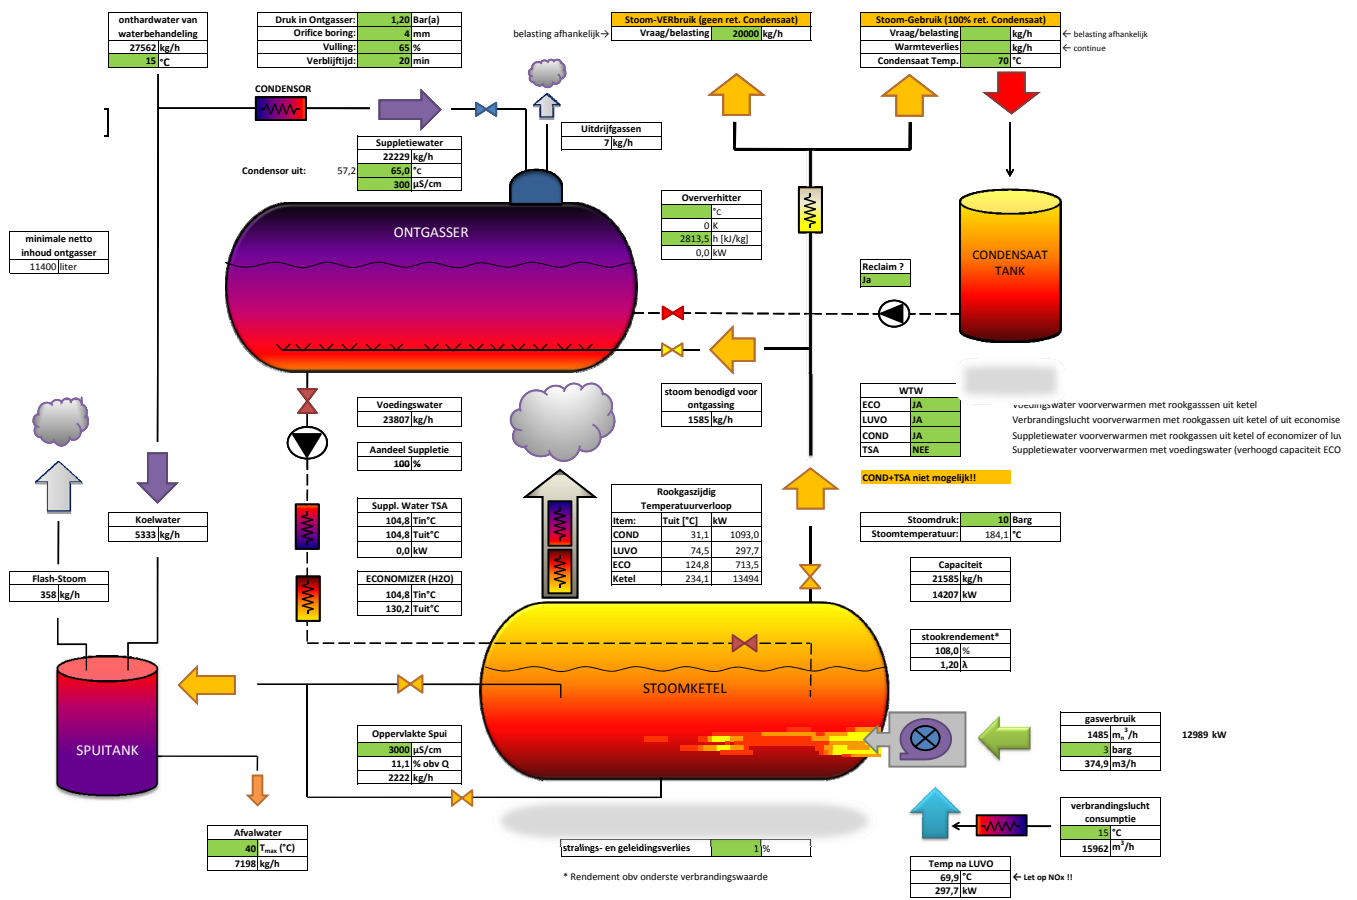 onthardwater van
waterbehandeling
27562 kg/h
15 °C
Druk in Ontgasser: 1,20 Bar(a)
Orifice boring: 4 mm
Vulling: 65 %
Verblijftijd: 20 min
belasting afhankelijk→
Stoom-VERbruik (geen ret. Condensaat)
Vraag/belasting 20000 kg/h
Stoom-Gebruik (100% ret. Condensaat)
Vraag/belasting kg/h ← belasting afhankelijk
Warmteverlies kg/h ← continue
Condensaat Temp. 70 °C
CONDENSOR
Suppletiewater
22229 kg/h
Condensor uit: 57,2 65,0 °c
300 µS/cm
Uitdrijfgassen
7 kg/h
ONTGASSER
Oververhitter
°C
0 K
2813,5 h [kJ/kg]
0,0 kW
minimale netto
inhoud ontgasser
11400 liter
Reclaim ?
Ja
CONDENSAAT
TANK
stoom benodigd voor
ontgassing
1585 kg/h
Voedingswater
23807 kg/h
Aandeel Suppletie
100 %
WTW
ECO JA Voedingswater voorverwarmen met rookgasssen uit ketel
LUVO JA Verbrandingslucht voorverwarmen met rookgassen uit ketel of uit economise
COND JA Suppletiewater voorverwarmen met rookgassen uit ketel of economizer of luv
TSA NEE Suppletiewater voorverwarmen met voedingswater (verhoogd capaciteit ECO
COND+TSA niet mogelijk!!
Suppl. Water TSA
104,8 Tin°C
104,8 Tuit°C
0,0 kW
Rookgaszijdig
Temperatuurverloop
Item: Tuit [°C] kW
COND 31,1 1093,0
LUVO 74,5 297,7
ECO 124,8 713,5
Ketel 234,1 13494
Stoomdruk: 10 Barg
Stoomtemperatuur: 184,1 °C
Koelwater
5333 kg/h
Flash-Stoom
358 kg/h
ECONOMIZER (H2O)
104,8 Tin°C
130,2 Tuit°C
Capaciteit
21585 kg/h
14207 kW
stookrendement*
108,0 %
1,20 λ
STOOMKETEL
SPUITANK
Oppervlakte Spui
3000 µS/cm
11,1 % obv Q
2222 kg/h
gasverbruik
1485 mn3/h 12989 kW
3 barg
374,9 m3/h
verbrandingslucht
consumptie
15 °C
15962 m3/h
Afvalwater
40 Tmax (°C)
7198 kg/h
stralings- en geleidingsverlies 1 %
Temp na LUVO
69,9 °C ← Let op NOx !!
297,7 kW
* Rendement obv onderste verbrandingswaarde